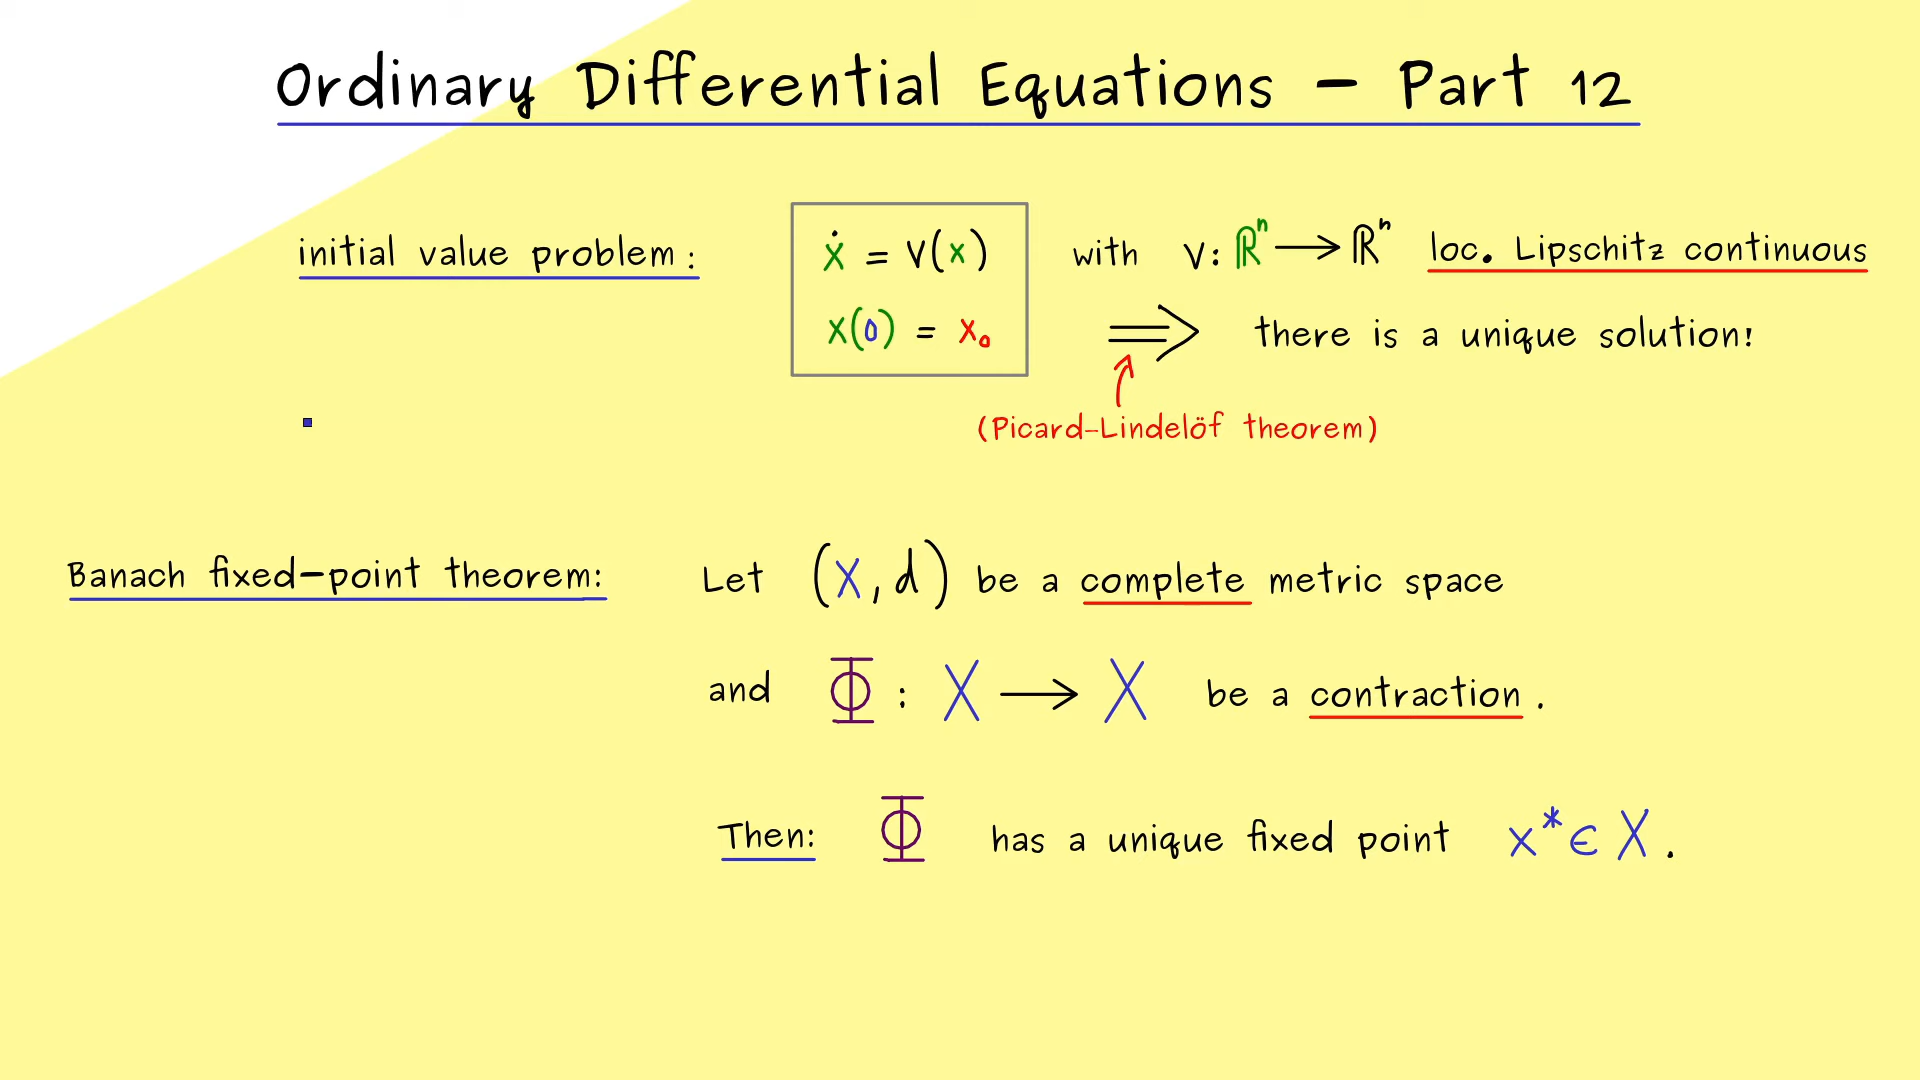 Ordinary Differential Equations – Part 12
initial value problem: ẋ = v(x) with v: ℝⁿ ⟶ ℝⁿ loc. Lipschitz continuous
x(0) = x₀ ⟹ there is a unique solution!
(Picard–Lindelöf theorem)
Banach fixed–point theorem: Let (X, d) be a complete metric space
and Φ : X ⟶ X be a contraction.
Then: Φ has a unique fixed point x* ∈ X.